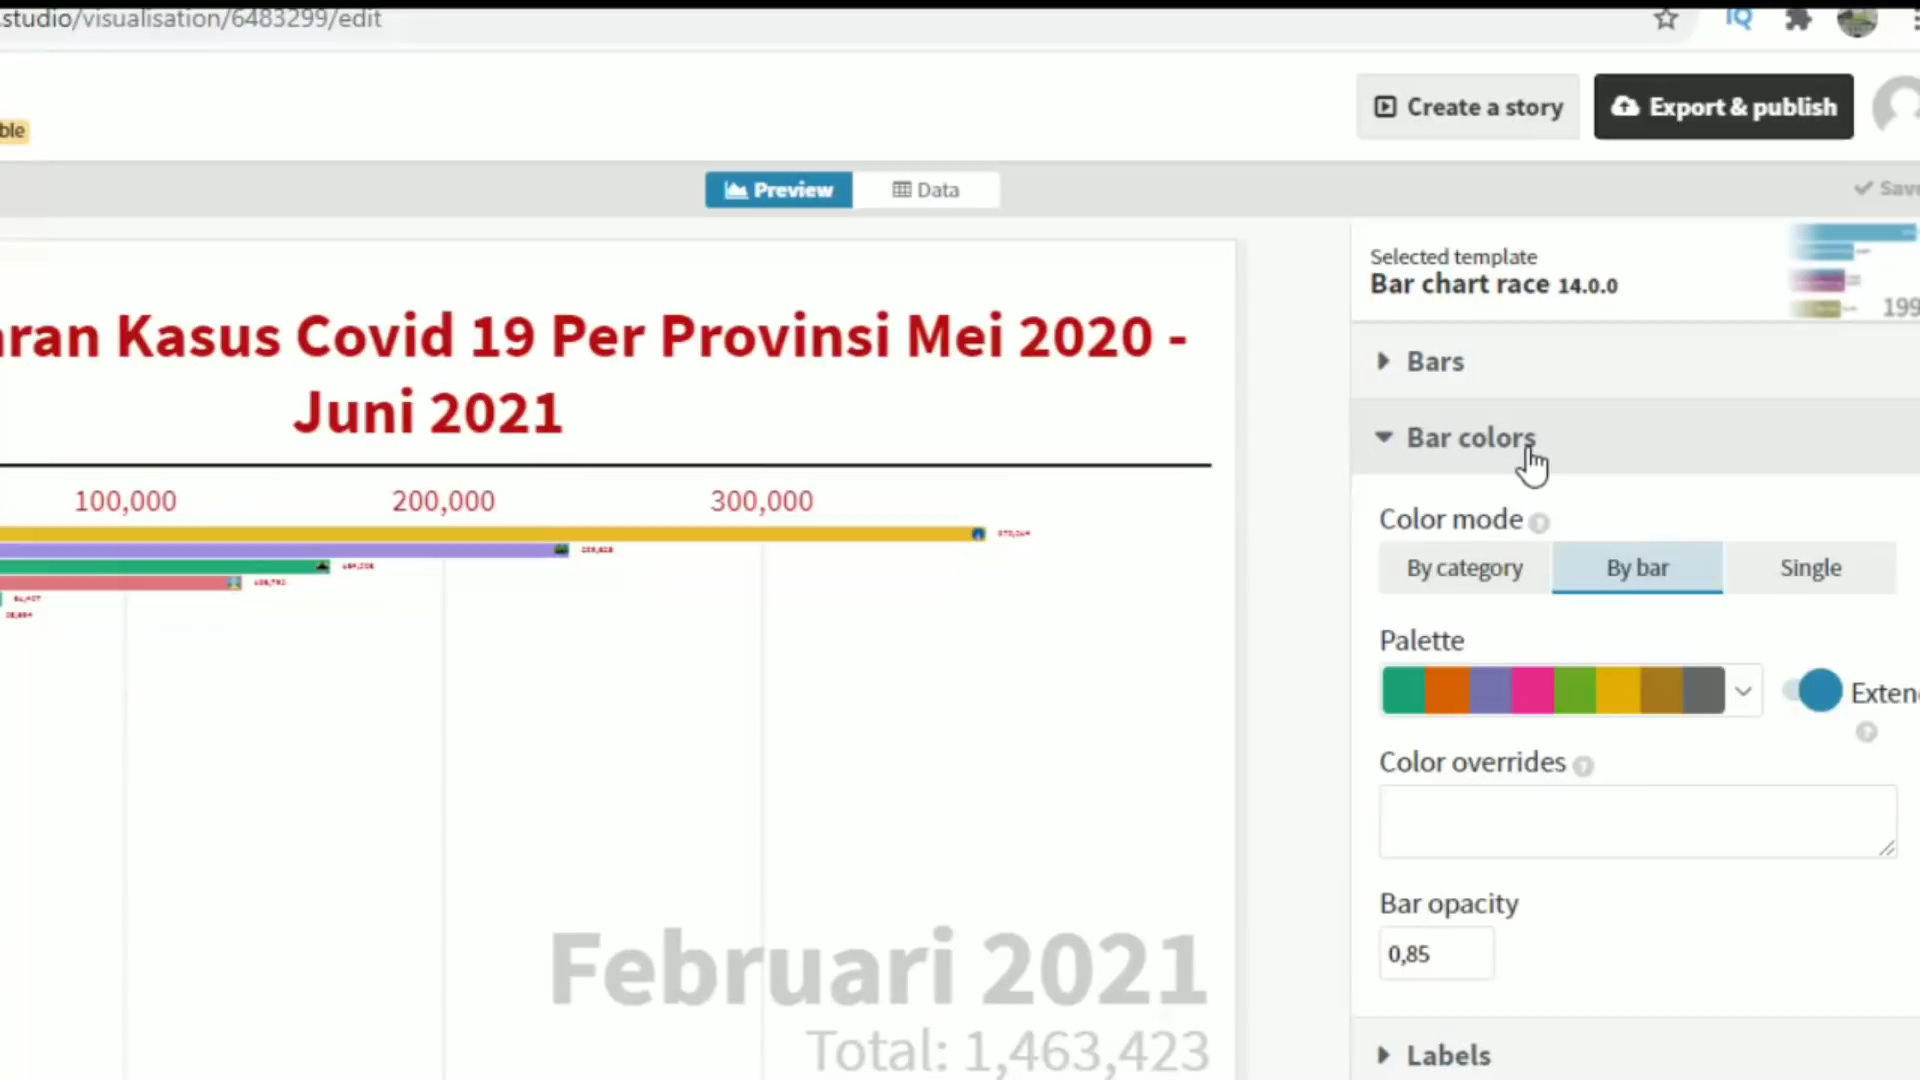 .studio/visualisation/6483299/edit
IQ
Create a story
Export & publish
ble
Preview
Data
Save
Selected template
Bar chart race 14.0.0
199
aran Kasus Covid 19 Per Provinsi Mei 2020 -
Juni 2021
100,000
200,000
300,000
Bars
Bar colors
Color mode ?
By category
By bar
Single
Palette
Exten
?
Color overrides ?
Bar opacity
0,85
Februari 2021
Total: 1,463,423
Labels